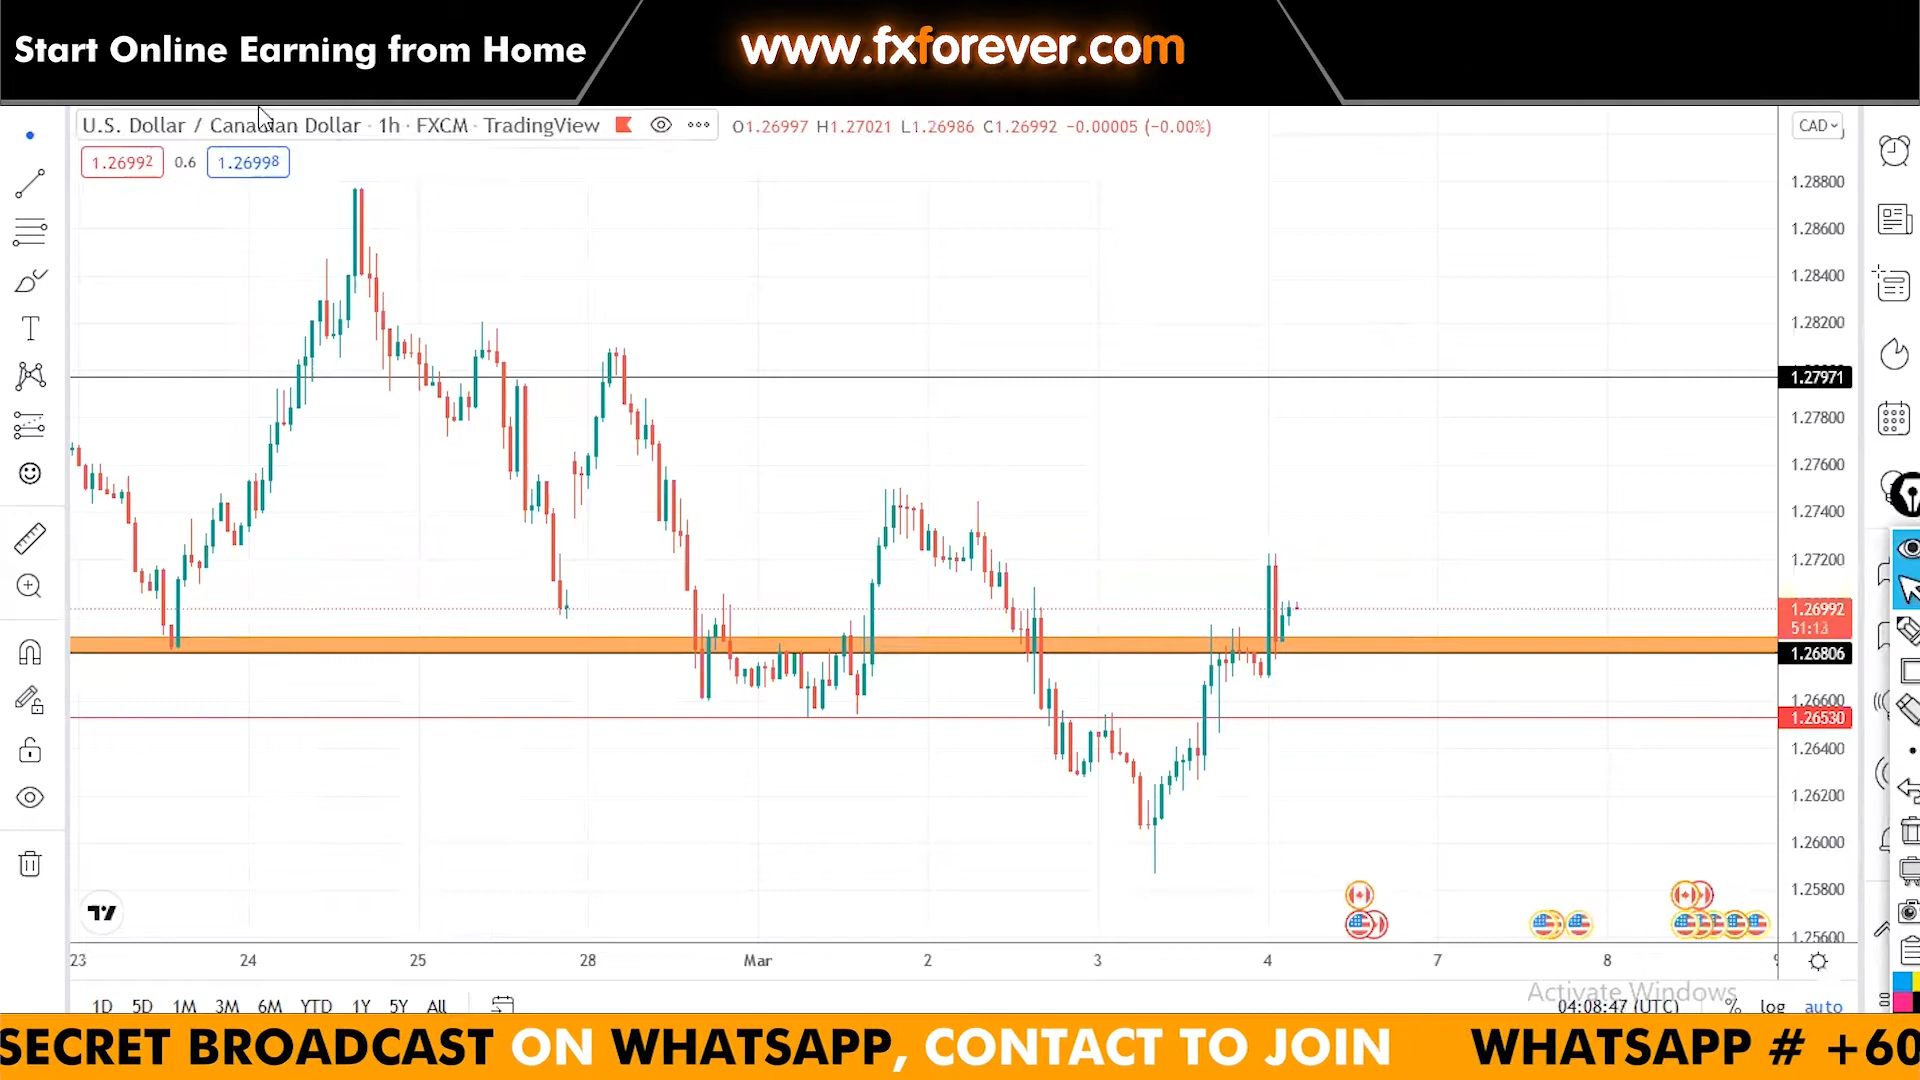 Start Online Earning from Home
www.fxforever.com
U.S. Dollar / Canadian Dollar · 1h · FXCM · TradingView
O1.26997 H1.27021 L1.26986 C1.26992 −0.00005 (−0.00%)
CAD
1.26992 0.6 1.26998
1.28800
1.28600
1.28400
1.28200
1.27971
1.27800
1.27600
1.27400
1.27200
1.26992
51:13
1.26806
1.26600
1.26530
1.26400
1.26200
1.26000
1.25800
1.25600
23 24 25 28 Mar 2 3 4 7 8
Activate Windows
1D 5D 1M 3M 6M YTD 1Y 5Y All 04:08:47 (UTC) % log auto
SECRET BROADCAST ON WHATSAPP, CONTACT TO JOIN WHATSAPP # +60